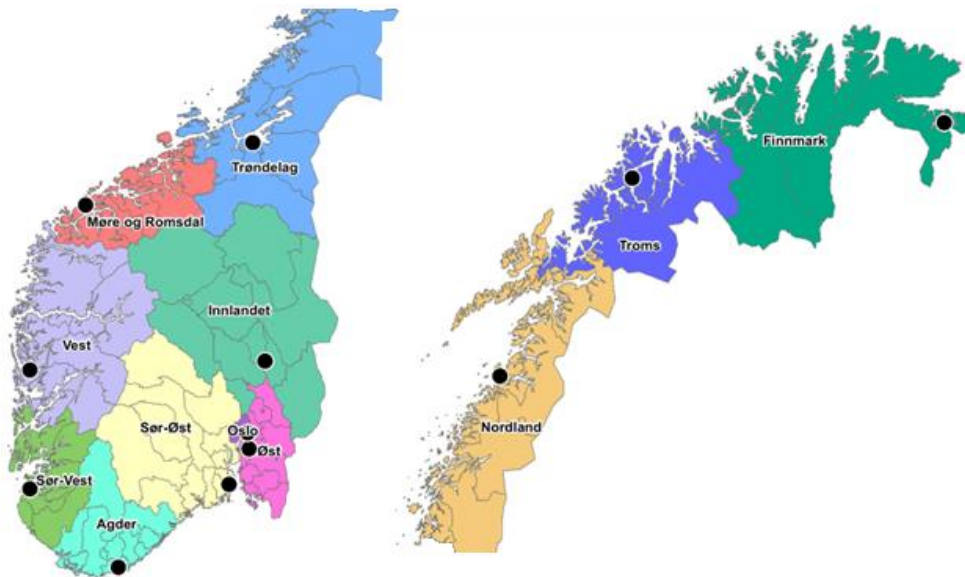 Trøndelag
Møre og Romsdal
Innlandet
Vest
Sør-Øst
Oslo
Øst
Sør-Vest
Agder
Finnmark
Troms
Nordland